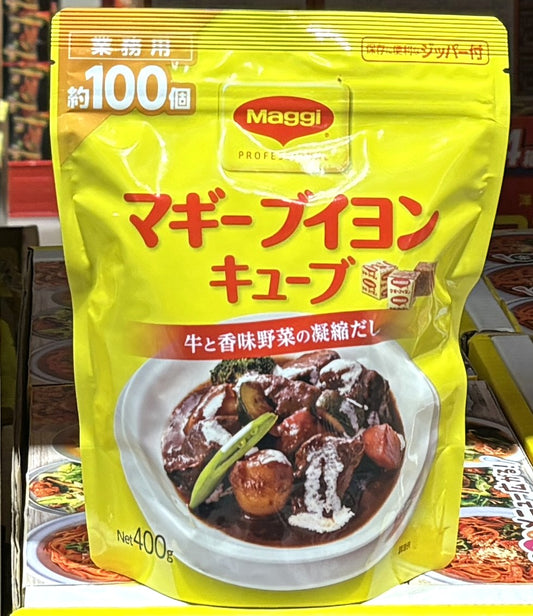 業務用
約100個
保存に便利なジッパー付
Maggi
PROFESSIONAL
マギーブイヨン
キューブ
牛と香味野菜の凝縮だし
Net400g